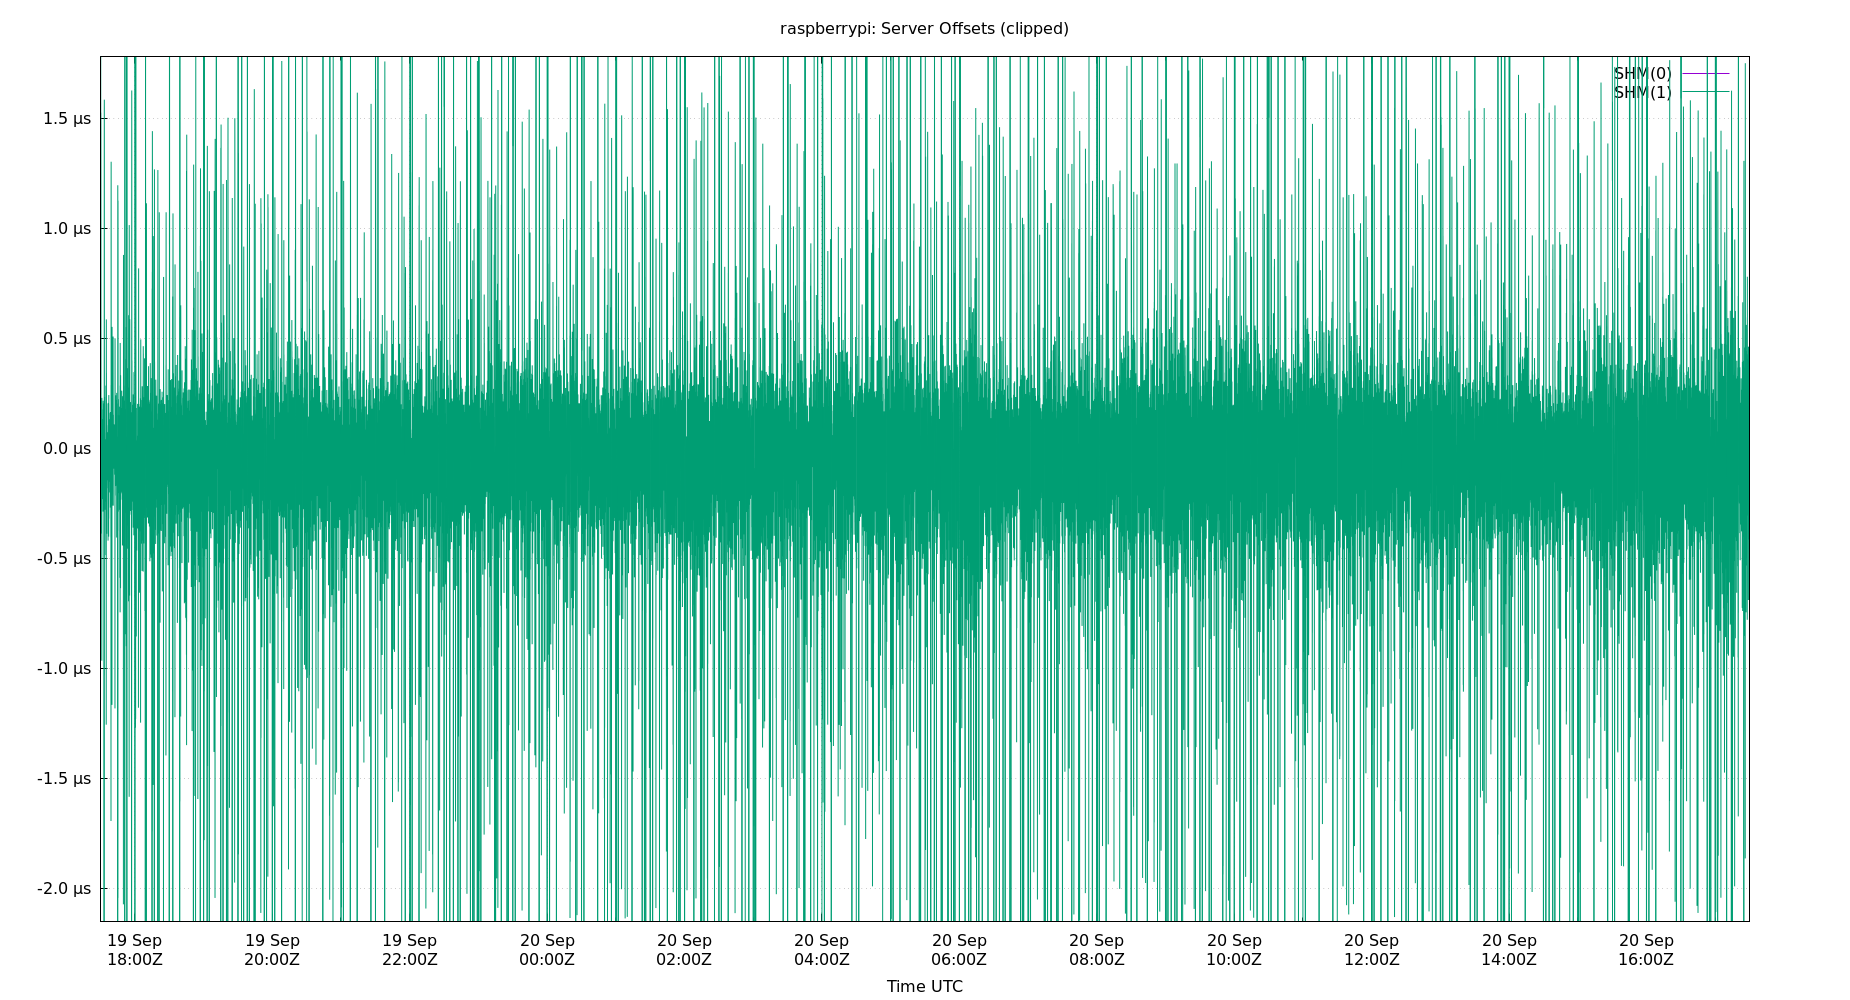 raspberrypi: Server Offsets (clipped)
SHM(0)
SHM(1)
1.5 µs
1.0 µs
0.5 µs
0.0 µs
-0.5 µs
-1.0 µs
-1.5 µs
-2.0 µs
19 Sep 19 Sep 19 Sep 20 Sep 20 Sep 20 Sep 20 Sep 20 Sep 20 Sep 20 Sep 20 Sep 20 Sep
18:00Z 20:00Z 22:00Z 00:00Z 02:00Z 04:00Z 06:00Z 08:00Z 10:00Z 12:00Z 14:00Z 16:00Z
Time UTC